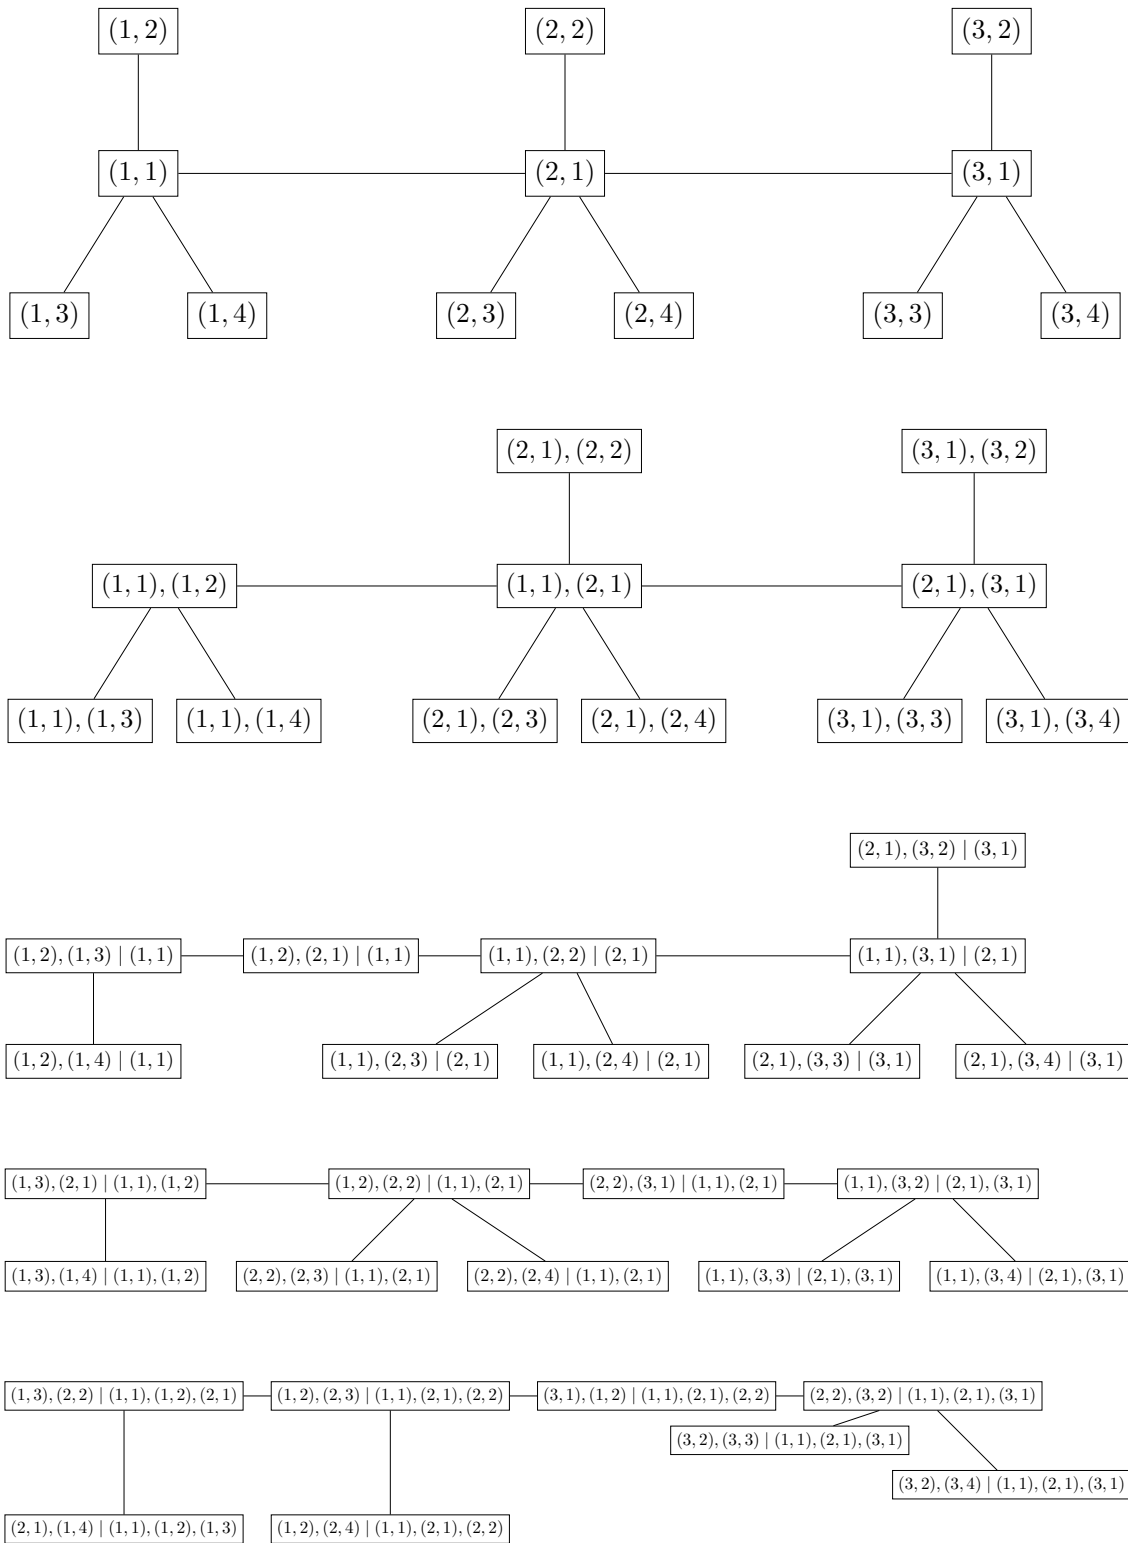 (1, 2) (2, 2) (3, 2)
(1, 1) (2, 1) (3, 1)
(1, 3) (1, 4) (2, 3) (2, 4) (3, 3) (3, 4)
(2, 1), (2, 2) (3, 1), (3, 2)
(1, 1), (1, 2) (1, 1), (2, 1) (2, 1), (3, 1)
(1, 1), (1, 3) (1, 1), (1, 4) (2, 1), (2, 3) (2, 1), (2, 4) (3, 1), (3, 3) (3, 1), (3, 4)
(2, 1), (3, 2) | (3, 1)
(1, 2), (1, 3) | (1, 1) (1, 2), (2, 1) | (1, 1) (1, 1), (2, 2) | (2, 1) (1, 1), (3, 1) | (2, 1)
(1, 2), (1, 4) | (1, 1) (1, 1), (2, 3) | (2, 1) (1, 1), (2, 4) | (2, 1) (2, 1), (3, 3) | (3, 1) (2, 1), (3, 4) | (3, 1)
(1, 3), (2, 1) | (1, 1), (1, 2) (1, 2), (2, 2) | (1, 1), (2, 1) (2, 2), (3, 1) | (1, 1), (2, 1) (1, 1), (3, 2) | (2, 1), (3, 1)
(1, 3), (1, 4) | (1, 1), (1, 2) (2, 2), (2, 3) | (1, 1), (2, 1) (2, 2), (2, 4) | (1, 1), (2, 1) (1, 1), (3, 3) | (2, 1), (3, 1) (1, 1), (3, 4) | (2, 1), (3, 1)
(1, 3), (2, 2) | (1, 1), (1, 2), (2, 1) (1, 2), (2, 3) | (1, 1), (2, 1), (2, 2) (3, 1), (1, 2) | (1, 1), (2, 1), (2, 2) (2, 2), (3, 2) | (1, 1), (2, 1), (3, 1)
(3, 2), (3, 3) | (1, 1), (2, 1), (3, 1)
(3, 2), (3, 4) | (1, 1), (2, 1), (3, 1)
(2, 1), (1, 4) | (1, 1), (1, 2), (1, 3) (1, 2), (2, 4) | (1, 1), (2, 1), (2, 2)